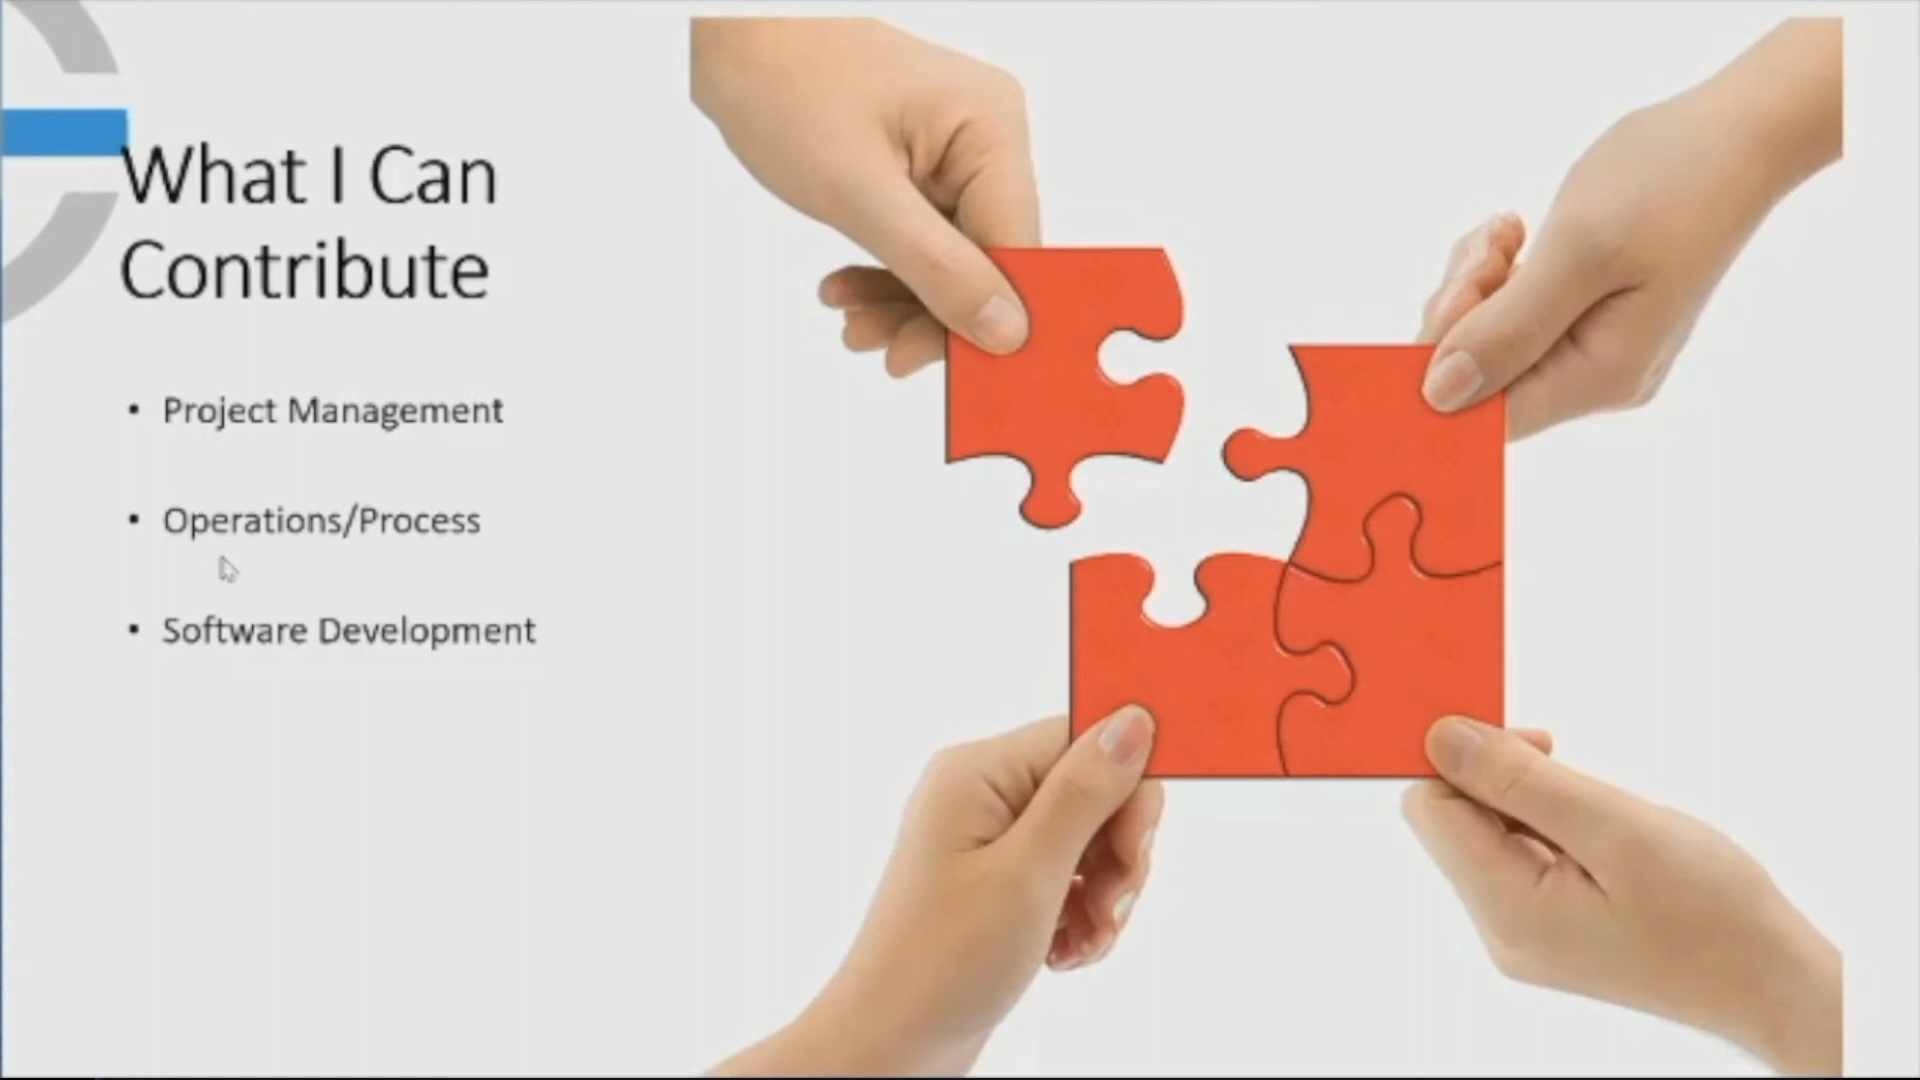 What I Can
Contribute
• Project Management
• Operations/Process
• Software Development